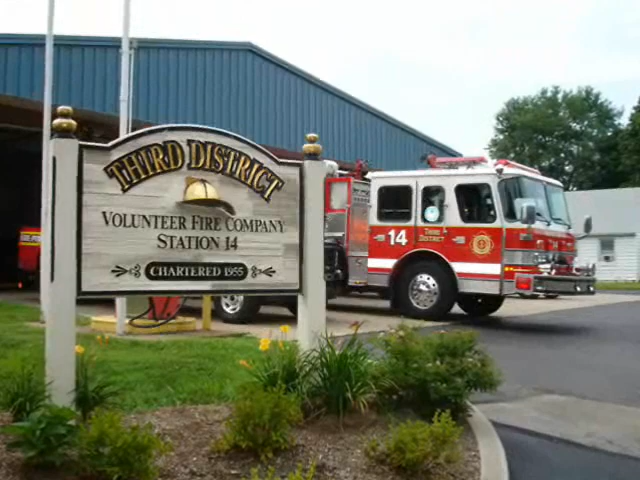 THIRD DISTRICT
VOLUNTEER FIRE COMPANY
STATION 14
CHARTERED 1955
14
THIRD
DISTRICT